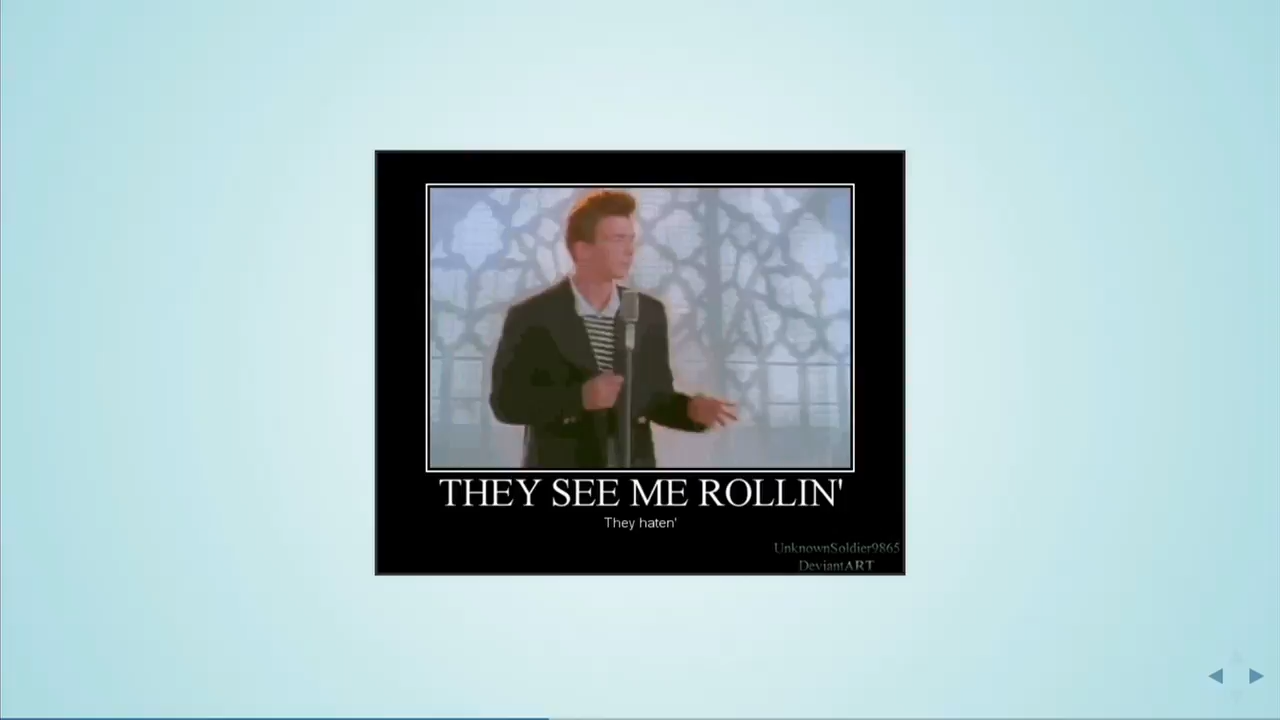 THEY SEE ME ROLLIN'
They haten'
UnknownSoldier9865
DeviantART